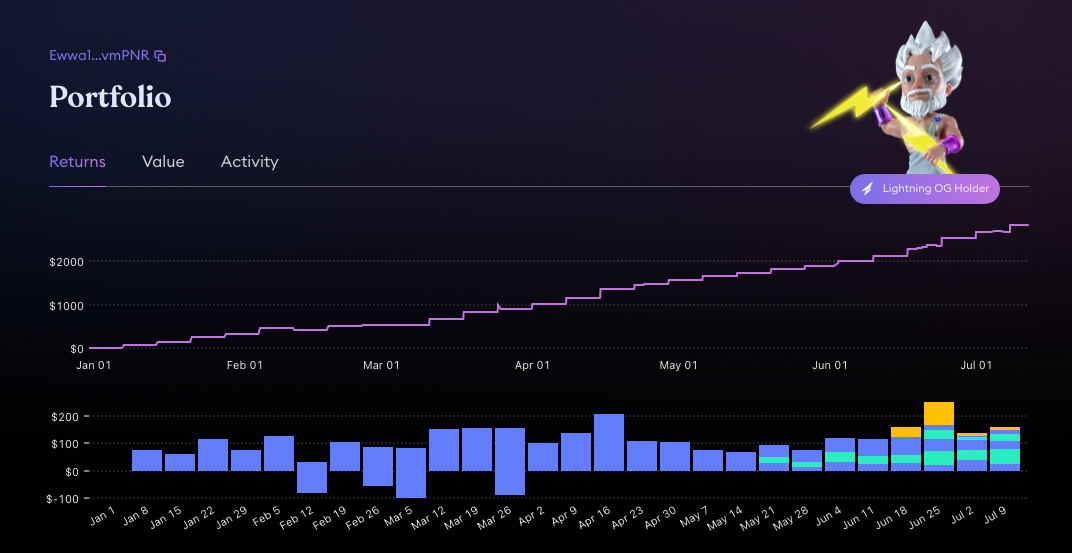 Ewwa1...vmPNR
Portfolio
Returns Value Activity
Lightning OG Holder
$2000
$1000
$0
Jan 01 Feb 01 Mar 01 Apr 01 May 01 Jun 01 Jul 01
$200
$100
$0
$-100
Jan 1 Jan 8 Jan 15 Jan 22 Jan 29 Feb 5 Feb 12 Feb 19 Feb 26 Mar 5 Mar 12 Mar 19 Mar 26 Apr 2 Apr 9 Apr 16 Apr 23 Apr 30 May 7 May 14 May 21 May 28 Jun 4 Jun 11 Jun 18 Jun 25 Jul 2 Jul 9